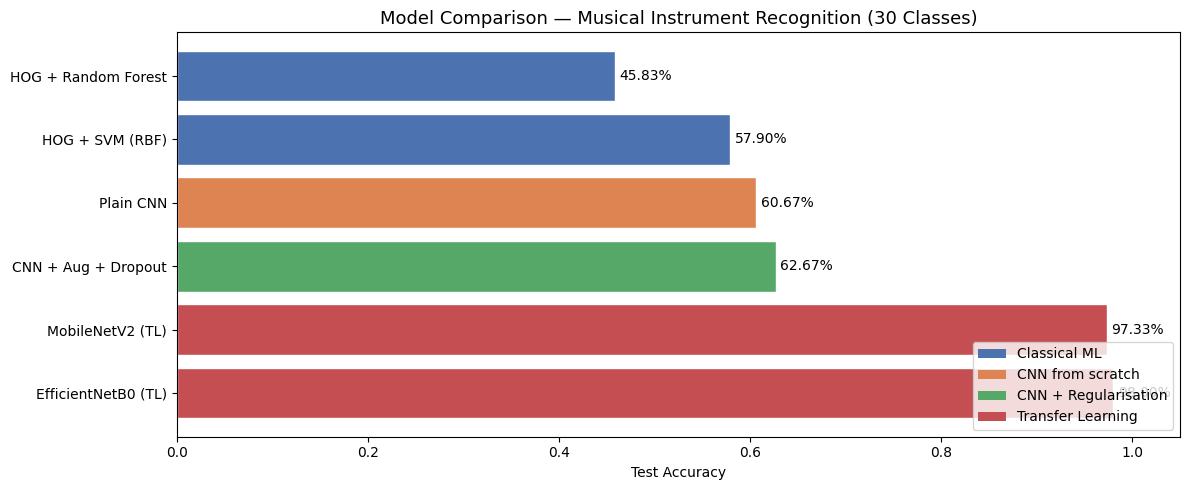 Model Comparison — Musical Instrument Recognition (30 Classes)
HOG + Random Forest
45.83%
HOG + SVM (RBF)
57.90%
Plain CNN
60.67%
CNN + Aug + Dropout
62.67%
MobileNetV2 (TL)
97.33%
EfficientNetB0 (TL)
Classical ML
CNN from scratch
CNN + Regularisation
Transfer Learning
0.0 0.2 0.4 0.6 0.8 1.0
Test Accuracy